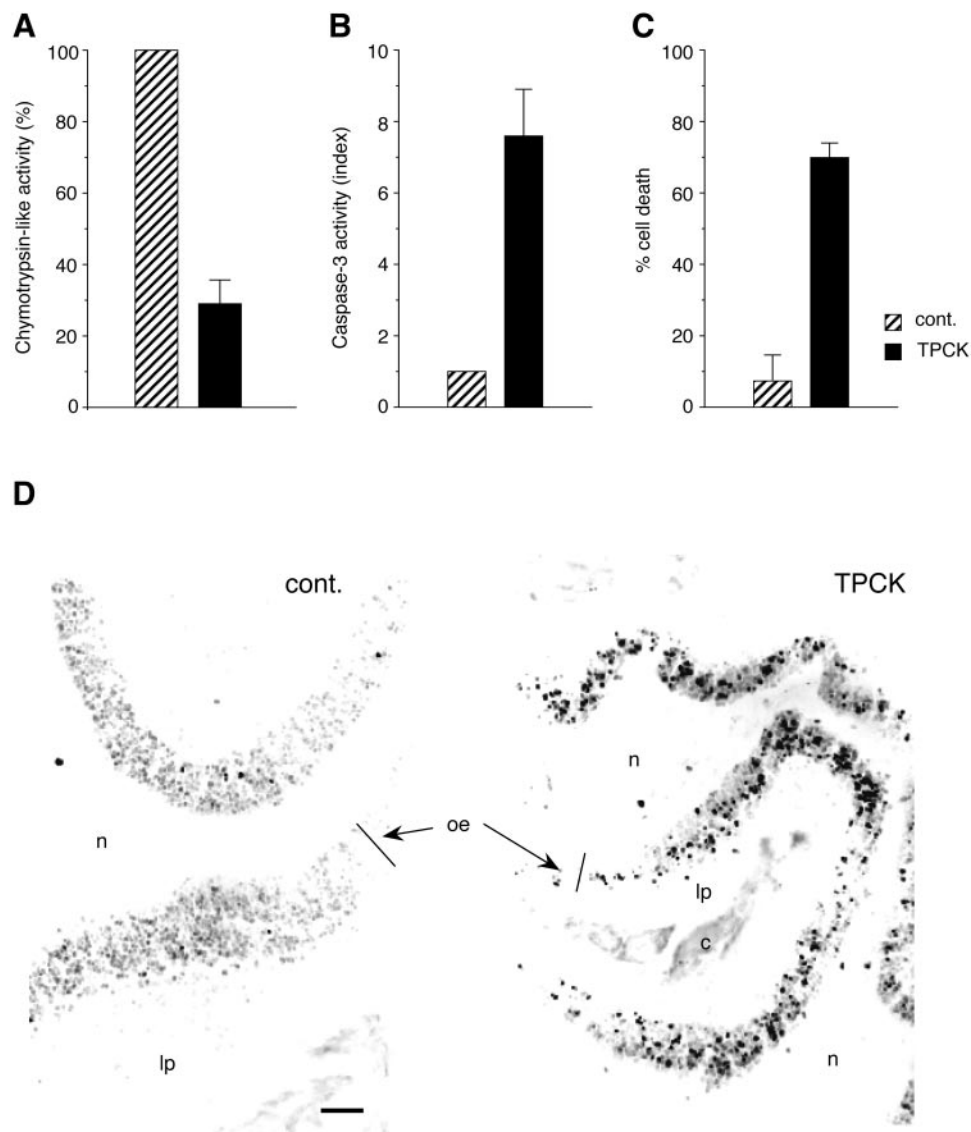 A
B
C
100
80
60
40
20
0
Chymotrypsin-like activity (%)
10
8
6
4
2
0
Caspase-3 activity (index)
100
80
60
40
20
0
% cell death
cont.
TPCK
D
cont.
TPCK
n
n
oe
lp
c
lp
n